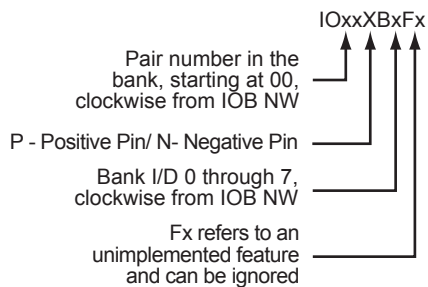 IOxxXBxFx
Pair number in the
bank, starting at 00,
clockwise from IOB NW
P - Positive Pin/ N- Negative Pin
Bank I/D 0 through 7,
clockwise from IOB NW
Fx refers to an
unimplemented feature
and can be ignored